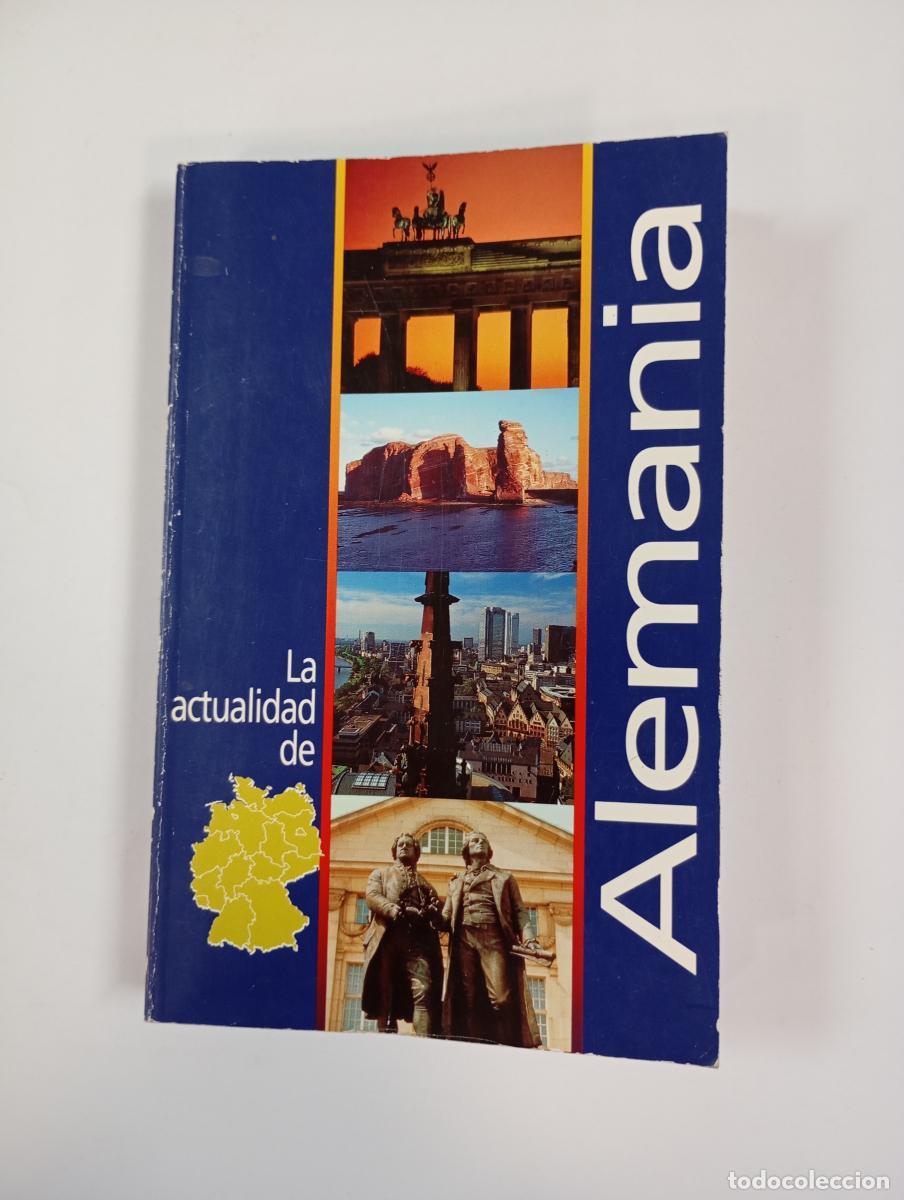 La
actualidad
de
Alemania
todocoleccion